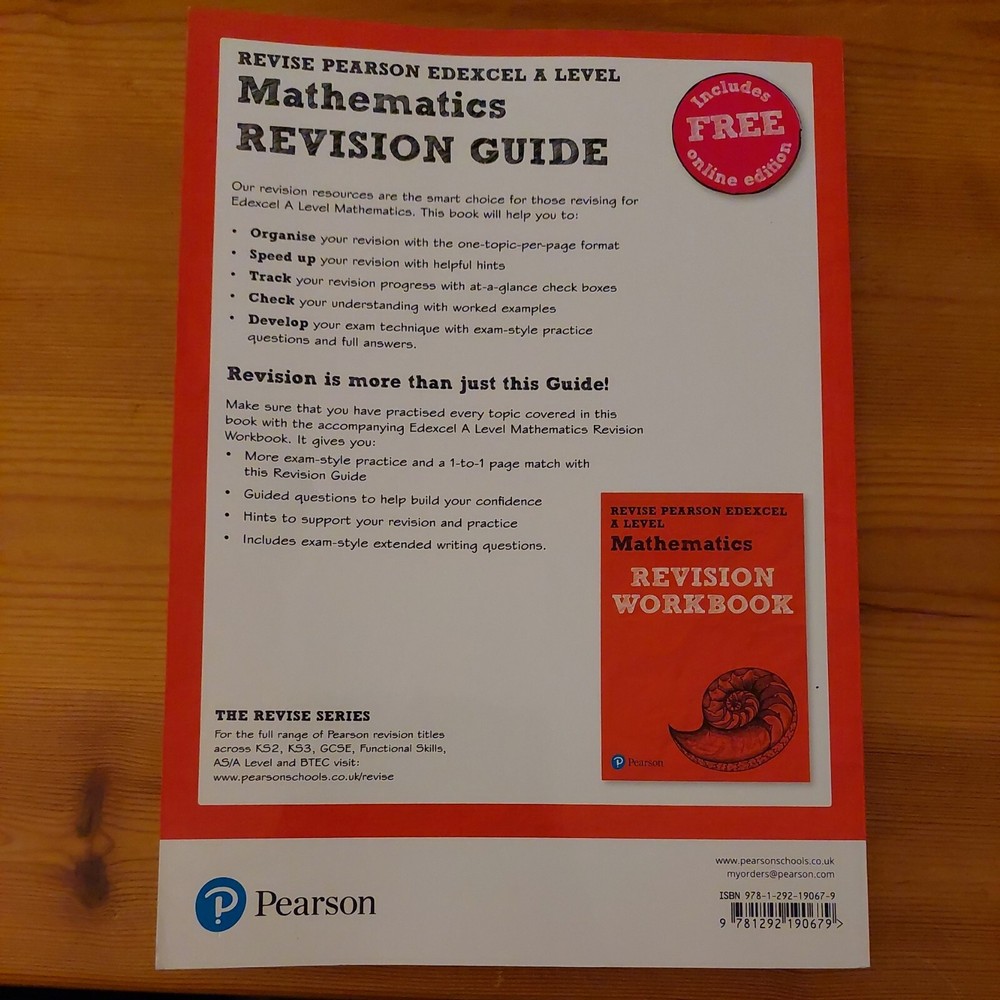 REVISE PEARSON EDEXCEL A LEVEL
Mathematics
REVISION GUIDE
Includes
FREE
online edition
Our revision resources are the smart choice for those revising for
Edexcel A Level Mathematics. This book will help you to:
• Organise your revision with the one-topic-per-page format
• Speed up your revision with helpful hints
• Track your revision progress with at-a-glance check boxes
• Check your understanding with worked examples
• Develop your exam technique with exam-style practice
questions and full answers.
Revision is more than just this Guide!
Make sure that you have practised every topic covered in this
book with the accompanying Edexcel A Level Mathematics Revision
Workbook. It gives you:
• More exam-style practice and a 1-to-1 page match with
this Revision Guide
• Guided questions to help build your confidence
• Hints to support your revision and practice
• Includes exam-style extended writing questions.
REVISE PEARSON EDEXCEL
A LEVEL
Mathematics
REVISION
WORKBOOK
Pearson
THE REVISE SERIES
For the full range of Pearson revision titles
across KS2, KS3, GCSE, Functional Skills,
AS/A Level and BTEC visit:
www.pearsonschools.co.uk/revise
Pearson
www.pearsonschools.co.uk
myorders@pearson.com
ISBN 978-1-292-19067-9
9 781292 190679 >